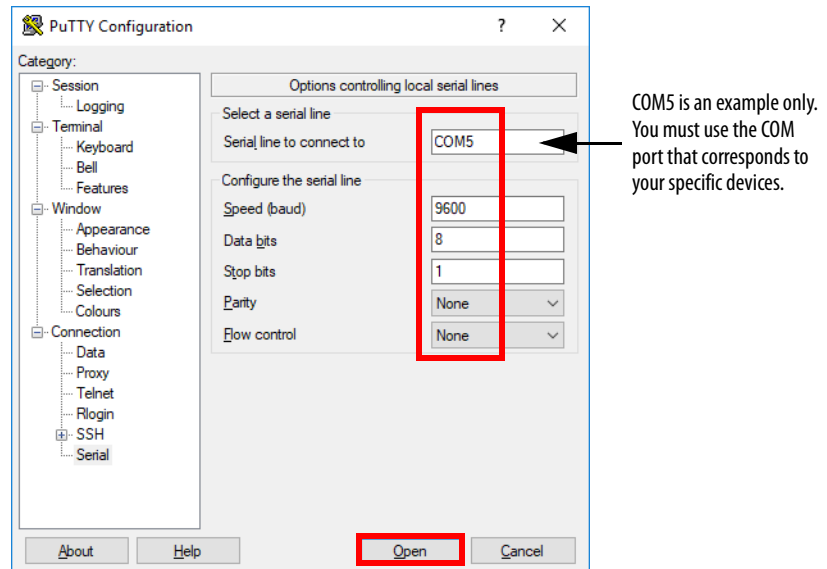 PuTTY Configuration
?
Category:
Session
Logging
Terminal
Keyboard
Bell
Features
Window
Appearance
Behaviour
Translation
Selection
Colours
Connection
Data
Proxy
Telnet
Rlogin
SSH
Serial
Options controlling local serial lines
Select a serial line
Serial line to connect to COM5
Configure the serial line
Speed (baud) 9600
Data bits 8
Stop bits 1
Parity None
Flow control None
About Help Open Cancel
COM5 is an example only.
You must use the COM
port that corresponds to
your specific devices.